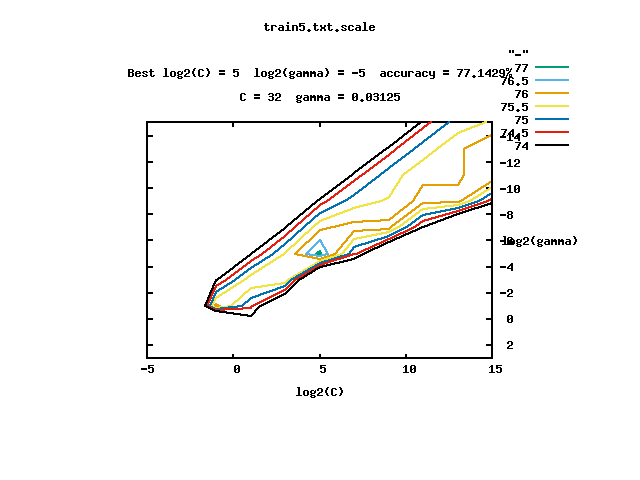 train5.txt.scale
"-"
Best log2(C) = 5 log2(gamma) = -5 accuracy = 77.1429%
77
76.5
76
C = 32 gamma = 0.03125
75.5
75
74.5
74
-14
-12
-10
-8
-6
log2(gamma)
-4
-2
0
2
-5 0 5 10 15
log2(C)